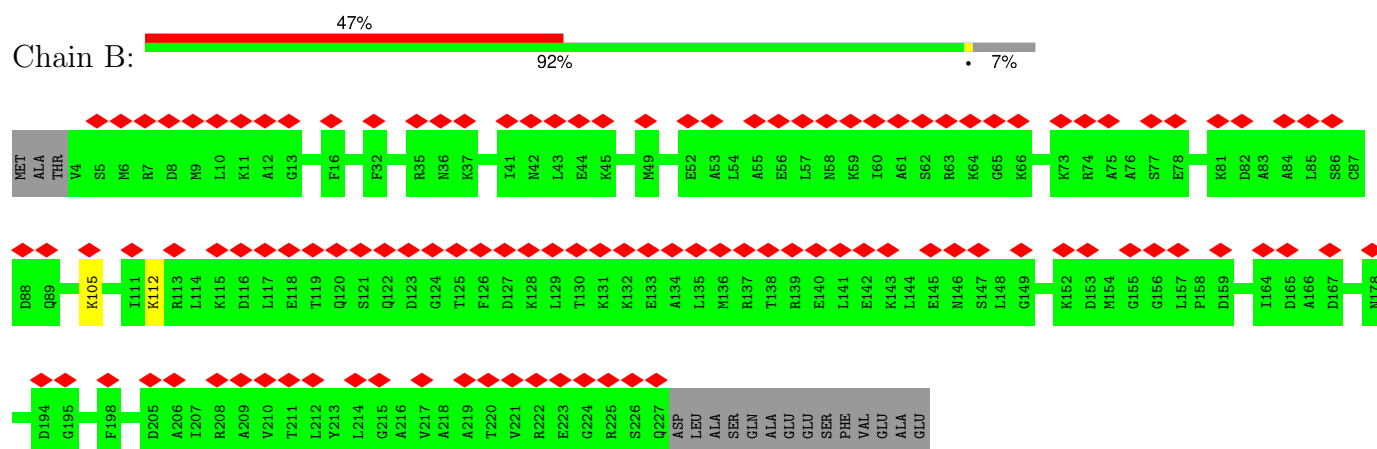 47%
Chain B:
92% • 7%
MET ALA THR V4 S5 M6 R7 D8 M9 L10 K11 A12 G13 F16 F32 R35 N36 K37 I41 N42 L43 E44 K45 M49 E52 A53 L54 A55 E56 L57 N58 K59 I60 A61 S62 R63 K64 G65 K66 K73 R74 A75 A76 S77 E78 K81 D82 A83 A84 L85 S86 C87
D88 Q89 K105 I111 K112 R113 L114 K115 D116 L117 E118 T119 Q120 S121 Q122 D123 G124 T125 F126 D127 K128 L129 T130 K131 K132 E133 A134 L135 M136 R137 T138 R139 E140 L141 E142 K143 L144 E145 N146 S147 L148 G149 K152 D153 M154 G155 G156 L157 P158 D159 I164 D165 A166 D167 N178
D194 G195 F198 D205 A206 I207 R208 A209 V210 T211 L212 Y213 L214 G215 A216 V217 A218 A219 T220 V221 R222 E223 G224 R225 S226 Q227 ASP LEU ALA SER GLN ALA GLU GLU SER PHE VAL GLU ALA GLU